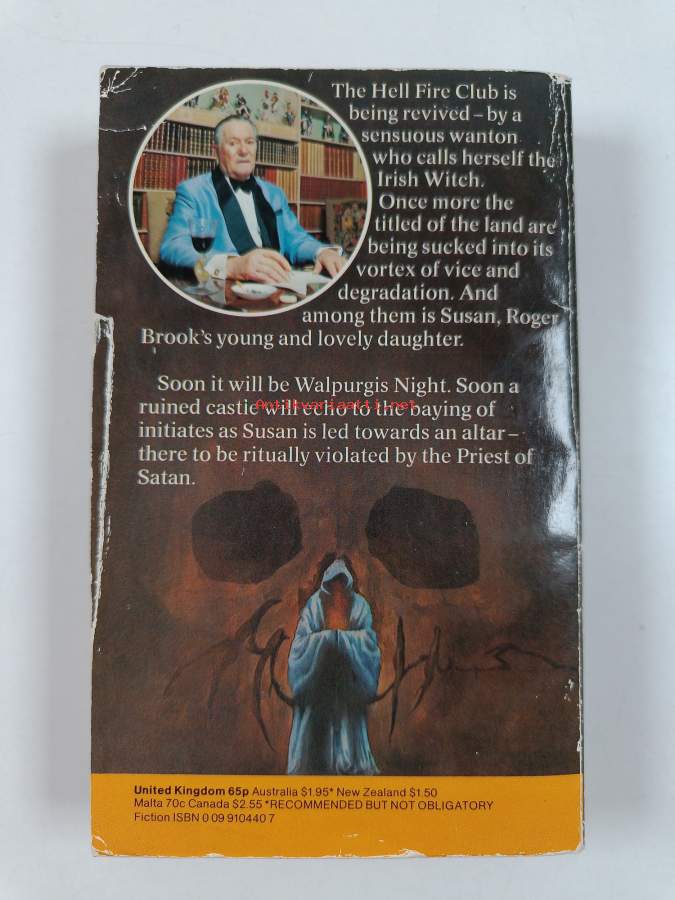 The Hell Fire Club is
being revived – by a
sensuous wanton
who calls herself the
Irish Witch.
Once more the
titled of the land are
being sucked into its
vortex of vice and
degradation. And
among them is Susan, Roger
Brook's young and lovely daughter.
Soon it will be Walpurgis Night. Soon a
ruined castle will echo to the baying of
Antikvariaatti.net
initiates as Susan is led towards an altar –
there to be ritually violated by the Priest of
Satan.
United Kingdom 65p Australia $1.95* New Zealand $1.50
Malta 70c Canada $2.55 *RECOMMENDED BUT NOT OBLIGATORY
Fiction ISBN 0 09 910440 7